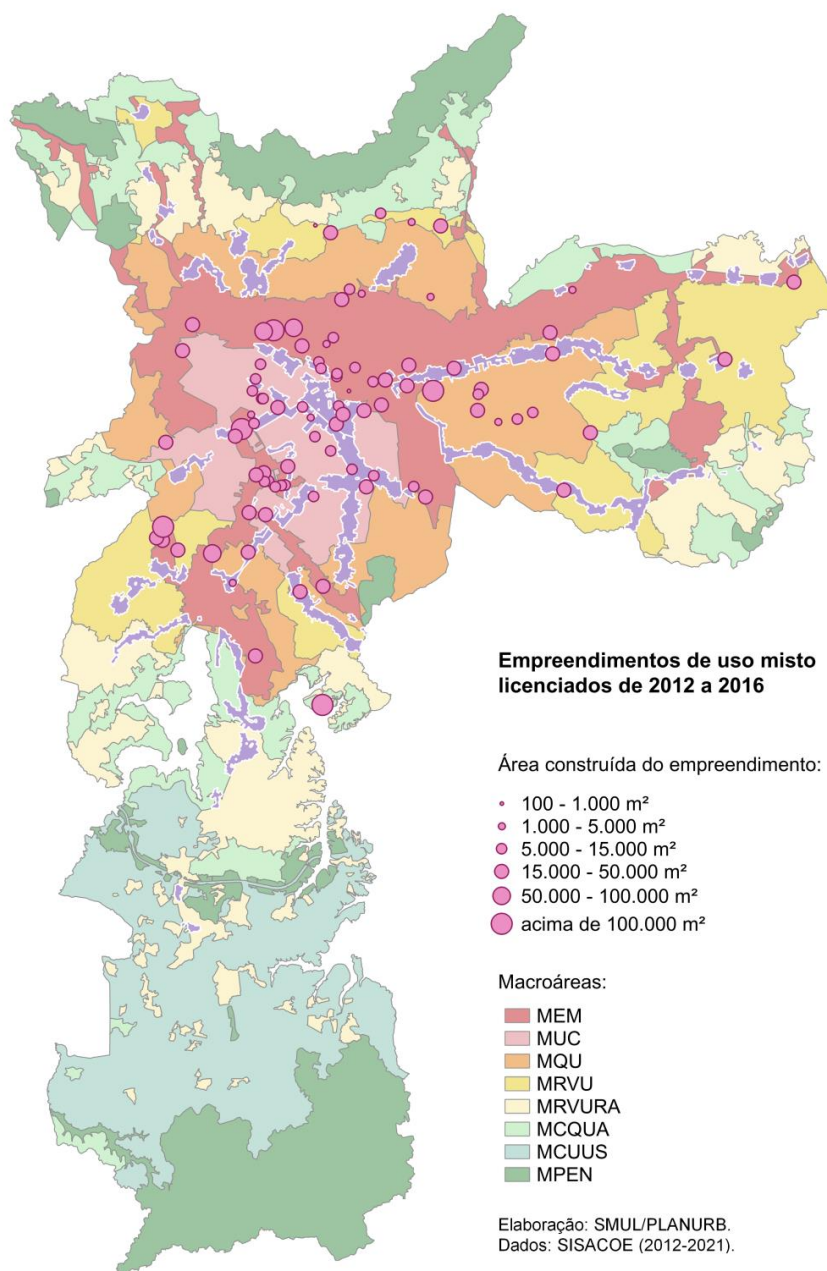 Empreendimentos de uso misto
licenciados de 2012 a 2016
Área construída do empreendimento:
100 - 1.000 m²
1.000 - 5.000 m²
5.000 - 15.000 m²
15.000 - 50.000 m²
50.000 - 100.000 m²
acima de 100.000 m²
Macroáreas:
MEM
MUC
MQU
MRVU
MRVURA
MCQUA
MCUUS
MPEN
Elaboração: SMUL/PLANURB.
Dados: SISACOE (2012-2021).